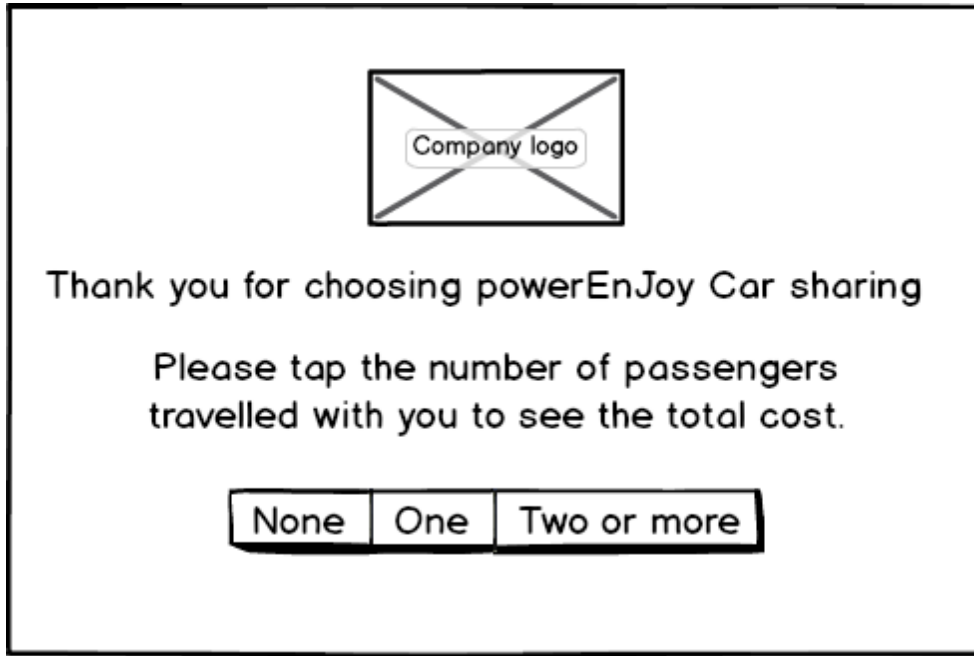 Company logo
Thank you for choosing powerEnJoy Car sharing
Please tap the number of passengers
travelled with you to see the total cost.
None One Two or more